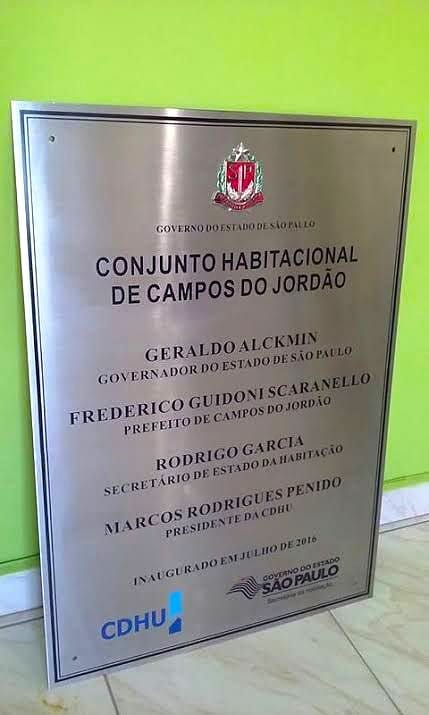 GOVERNO DO ESTADO DE SÃO PAULO
CONJUNTO HABITACIONAL
DE CAMPOS DO JORDÃO
GERALDO ALCKMIN
GOVERNADOR DO ESTADO DE SÃO PAULO
FREDERICO GUIDONI SCARANELLO
PREFEITO DE CAMPOS DO JORDÃO
RODRIGO GARCIA
SECRETÁRIO DE ESTADO DA HABITAÇÃO
MARCOS RODRIGUES PENIDO
PRESIDENTE DA CDHU
INAUGURADO EM JULHO DE 2016
CDHU
GOVERNO DO ESTADO
SÃO PAULO
Secretaria da Habitação